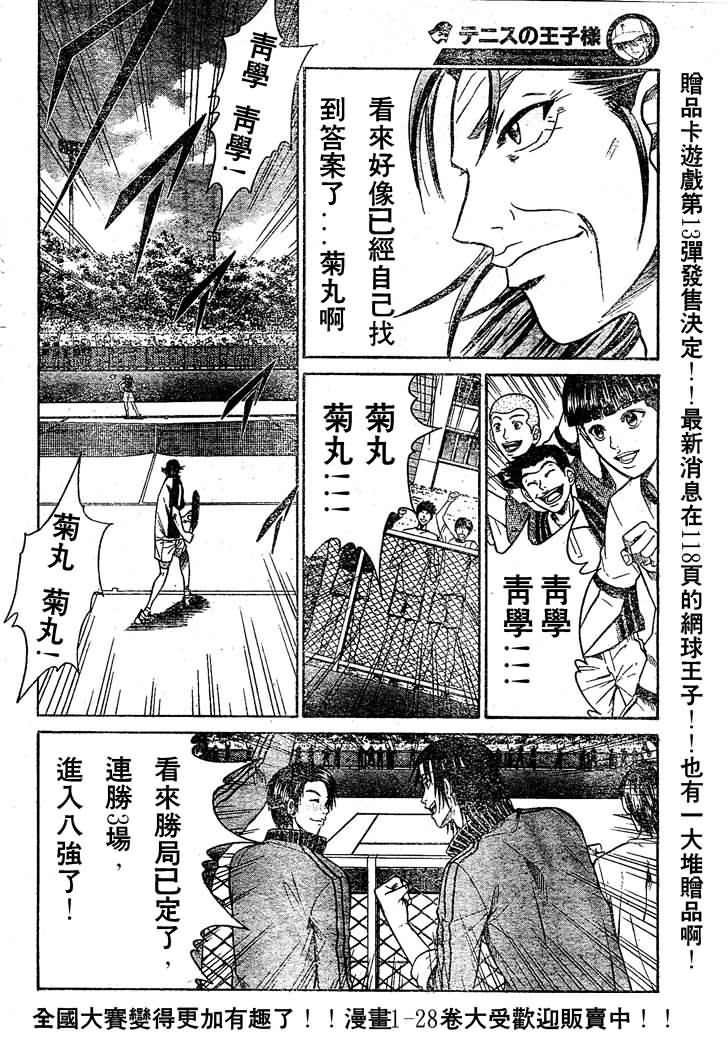 テニスの王子様
贈品卡遊戲第13彈發售決定！！最新消息在118頁的網球王子！！也有一大堆贈品啊！
看來好像已經自己找
到答案了...菊丸啊
青學 青學！
青學
青學！！！
菊丸
菊丸！！！
菊丸 菊丸！
看來勝局已定了，
連勝3場，
進入八強了！
全國大賽變得更加有趣了！！漫畫1-28卷大受歡迎販賣中！！